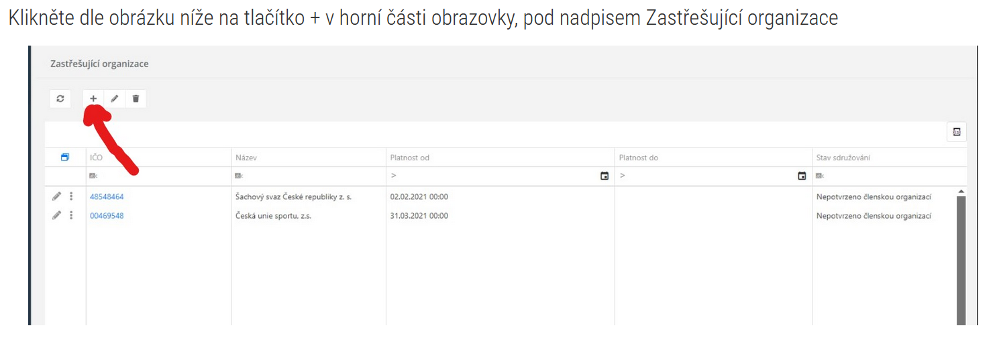 Klikněte dle obrázku níže na tlačítko + v horní části obrazovky, pod nadpisem Zastřešující organizace
Zastřešující organizace
IČO Název Platnost od Platnost do Stav sdružování
> >
48548464 Šachový svaz České republiky z. s. 02.02.2021 00:00 Nepotvrzeno členskou organizací
00469548 Česká unie sportu, z.s. 31.03.2021 00:00 Nepotvrzeno členskou organizací